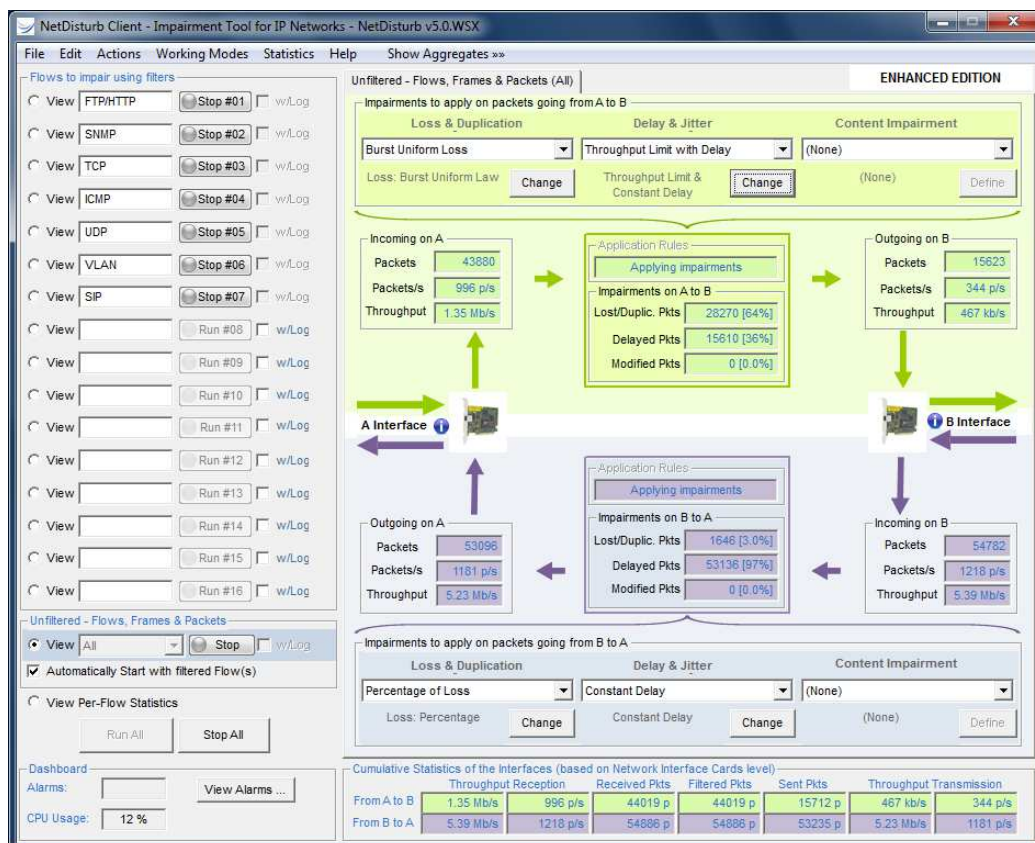 NetDisturb Client - Impairment Tool for IP Networks - NetDisturb v5.0.WSX
File Edit Actions Working Modes Statistics Help Show Aggregates »»
Flows to impair using filters
View FTP/HTTP Stop #01 w/Log
View SNMP Stop #02 w/Log
View TCP Stop #03 w/Log
View ICMP Stop #04 w/Log
View UDP Stop #05 w/Log
View VLAN Stop #06 w/Log
View SIP Stop #07 w/Log
View Run #08 w/Log
View Run #09 w/Log
View Run #10 w/Log
View Run #11 w/Log
View Run #12 w/Log
View Run #13 w/Log
View Run #14 w/Log
View Run #15 w/Log
View Run #16 w/Log
Unfiltered - Flows, Frames & Packets
View All Stop w/Log
Automatically Start with filtered Flow(s)
View Per-Flow Statistics
Run All Stop All
Dashboard
Alarms: View Alarms ...
CPU Usage: 12 %
Unfiltered - Flows, Frames & Packets (All) ENHANCED EDITION
Impairments to apply on packets going from A to B
Loss & Duplication Delay & Jitter Content Impairment
Burst Uniform Loss Throughput Limit with Delay (None)
Loss: Burst Uniform Law Change Throughput Limit & Constant Delay Change (None) Define
Incoming on A
Packets 43880
Packets/s 996 p/s
Throughput 1.35 Mb/s
Application Rules
Applying impairments
Impairments on A to B
Lost/Duplic. Pkts 28270 [64%]
Delayed Pkts 15610 [36%]
Modified Pkts 0 [0.0%]
Outgoing on B
Packets 15623
Packets/s 344 p/s
Throughput 467 kb/s
A Interface B Interface
Outgoing on A
Packets 53096
Packets/s 1181 p/s
Throughput 5.23 Mb/s
Application Rules
Applying impairments
Impairments on B to A
Lost/Duplic. Pkts 1646 [3.0%]
Delayed Pkts 53136 [97%]
Modified Pkts 0 [0.0%]
Incoming on B
Packets 54782
Packets/s 1218 p/s
Throughput 5.39 Mb/s
Impairments to apply on packets going from B to A
Loss & Duplication Delay & Jitter Content Impairment
Percentage of Loss Constant Delay (None)
Loss: Percentage Change Constant Delay Change (None) Define
Cumulative Statistics of the Interfaces (based on Network Interface Cards level)
Throughput Reception Received Pkts Filtered Pkts Sent Pkts Throughput Transmission
From A to B 1.35 Mb/s 996 p/s 44019 p 44019 p 15712 p 467 kb/s 344 p/s
From B to A 5.39 Mb/s 1218 p/s 54886 p 54886 p 53235 p 5.23 Mb/s 1181 p/s